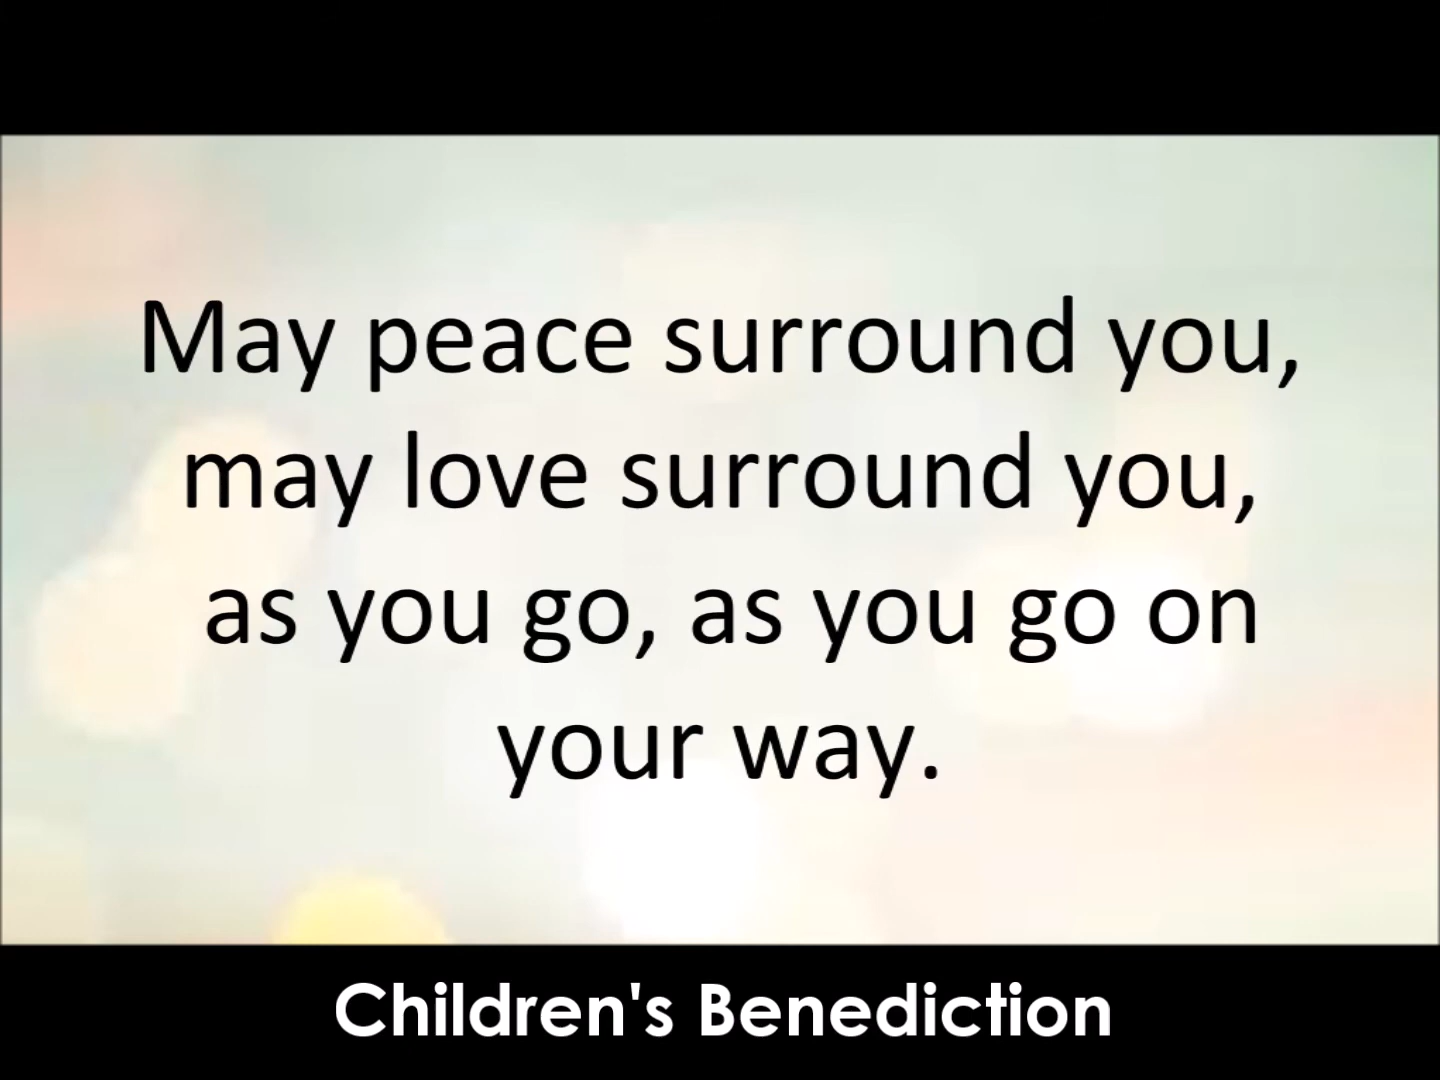 May peace surround you,
may love surround you,
as you go, as you go on
your way.
Children's Benediction